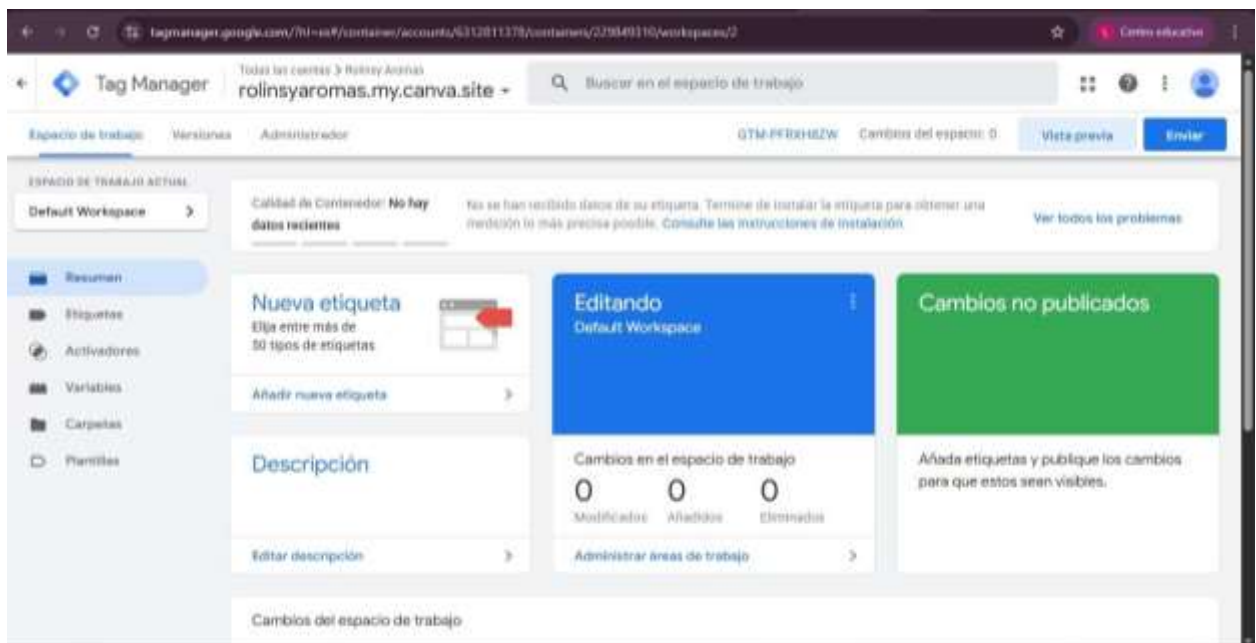 tagmanager.google.com/?hl=es#/container/accounts/6312811378/containers/229849310/workspaces/2
Centro educativo
Tag Manager
Todas las cuentas > Rolinsy Aromas
rolinsyaromas.my.canva.site
Buscar en el espacio de trabajo
Espacio de trabajo
Versiones
Administrador
Cambios del espacio: 0
Vista previa
Enviar
ESPACIO DE TRABAJO ACTUAL
Default Workspace
Calidad de Contenedor: No hay
datos recientes
No se han recibido datos de su etiqueta. Termine de instalar la etiqueta para obtener una
medición lo más precisa posible. Consulte las instrucciones de instalación.
Ver todos los problemas
Resumen
Etiquetas
Activadores
Variables
Carpetas
Plantillas
Nueva etiqueta
Elija entre más de
50 tipos de etiquetas
Añadir nueva etiqueta
Descripción
Editar descripción
Editando
Default Workspace
Cambios en el espacio de trabajo
0 0 0
Modificados Añadidos Eliminados
Administrar áreas de trabajo
Cambios no publicados
Añada etiquetas y publique los cambios
para que estos sean visibles.
Cambios del espacio de trabajo